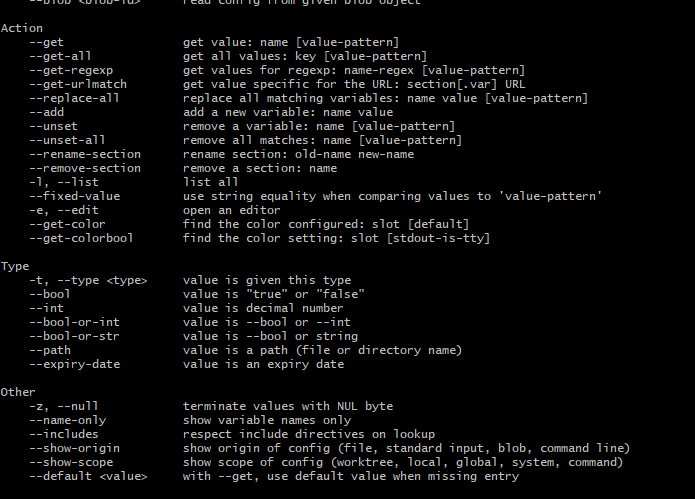 --blob <blob-id> read config from given blob object
Action
--get get value: name [value-pattern]
--get-all get all values: key [value-pattern]
--get-regexp get values for regexp: name-regex [value-pattern]
--get-urlmatch get value specific for the URL: section[.var] URL
--replace-all replace all matching variables: name value [value-pattern]
--add add a new variable: name value
--unset remove a variable: name [value-pattern]
--unset-all remove all matches: name [value-pattern]
--rename-section rename section: old-name new-name
--remove-section remove a section: name
-l, --list list all
--fixed-value use string equality when comparing values to 'value-pattern'
-e, --edit open an editor
--get-color find the color configured: slot [default]
--get-colorbool find the color setting: slot [stdout-is-tty]
Type
-t, --type <type> value is given this type
--bool value is "true" or "false"
--int value is decimal number
--bool-or-int value is --bool or --int
--bool-or-str value is --bool or string
--path value is a path (file or directory name)
--expiry-date value is an expiry date
Other
-z, --null terminate values with NUL byte
--name-only show variable names only
--includes respect include directives on lookup
--show-origin show origin of config (file, standard input, blob, command line)
--show-scope show scope of config (worktree, local, global, system, command)
--default <value> with --get, use default value when missing entry